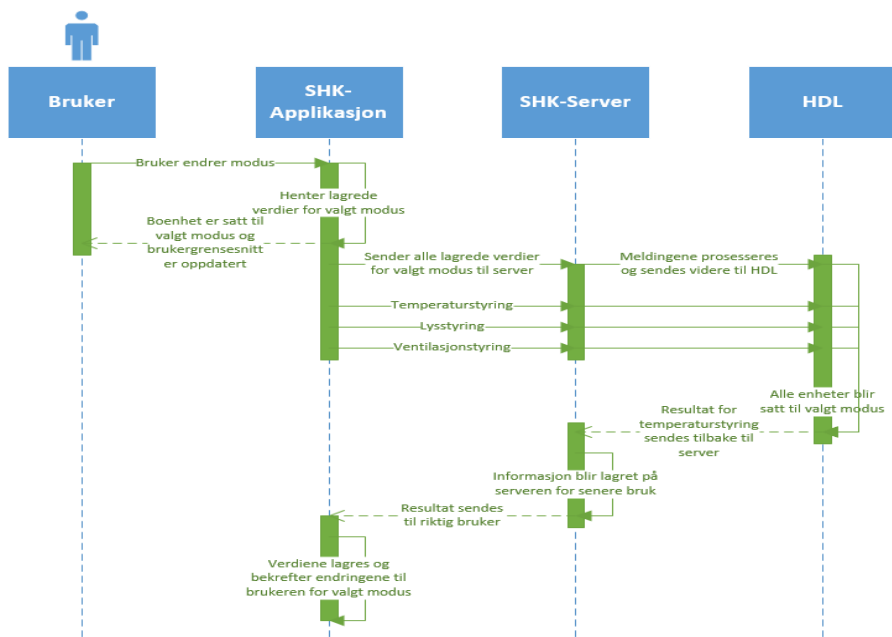 Bruker
SHK-
Applikasjon
SHK-Server
HDL
Bruker endrer modus
Henter lagrede
verdier for valgt modus
Boenhet er satt til
valgt modus og
brukergrensesnitt
er oppdatert
Sender alle lagrede verdier
for valgt modus til server
Meldingene prosesseres
og sendes videre til HDL
Temperaturstyring
Lysstyring
Ventilasjonstyring
Alle enheter blir
satt til valgt modus
Resultat for
temperaturstyring
sendes tilbake til
server
Informasjon blir lagret på
serveren for senere bruk
Resultat sendes
til riktig bruker
Verdiene lagres og
bekrefter endringene til
brukeren for valgt modus